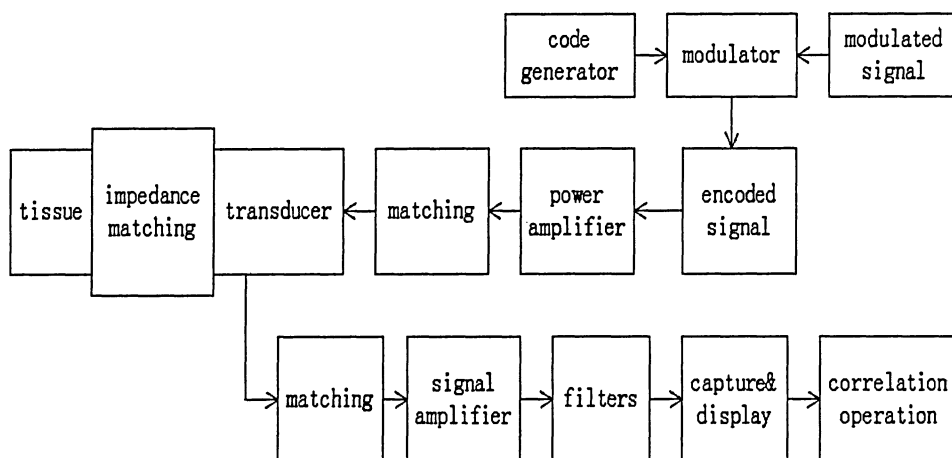 code
generator
modulator
modulated
signal
tissue
impedance
matching
transducer
matching
power
amplifier
encoded
signal
matching
signal
amplifier
filters
capture&
display
correlation
operation